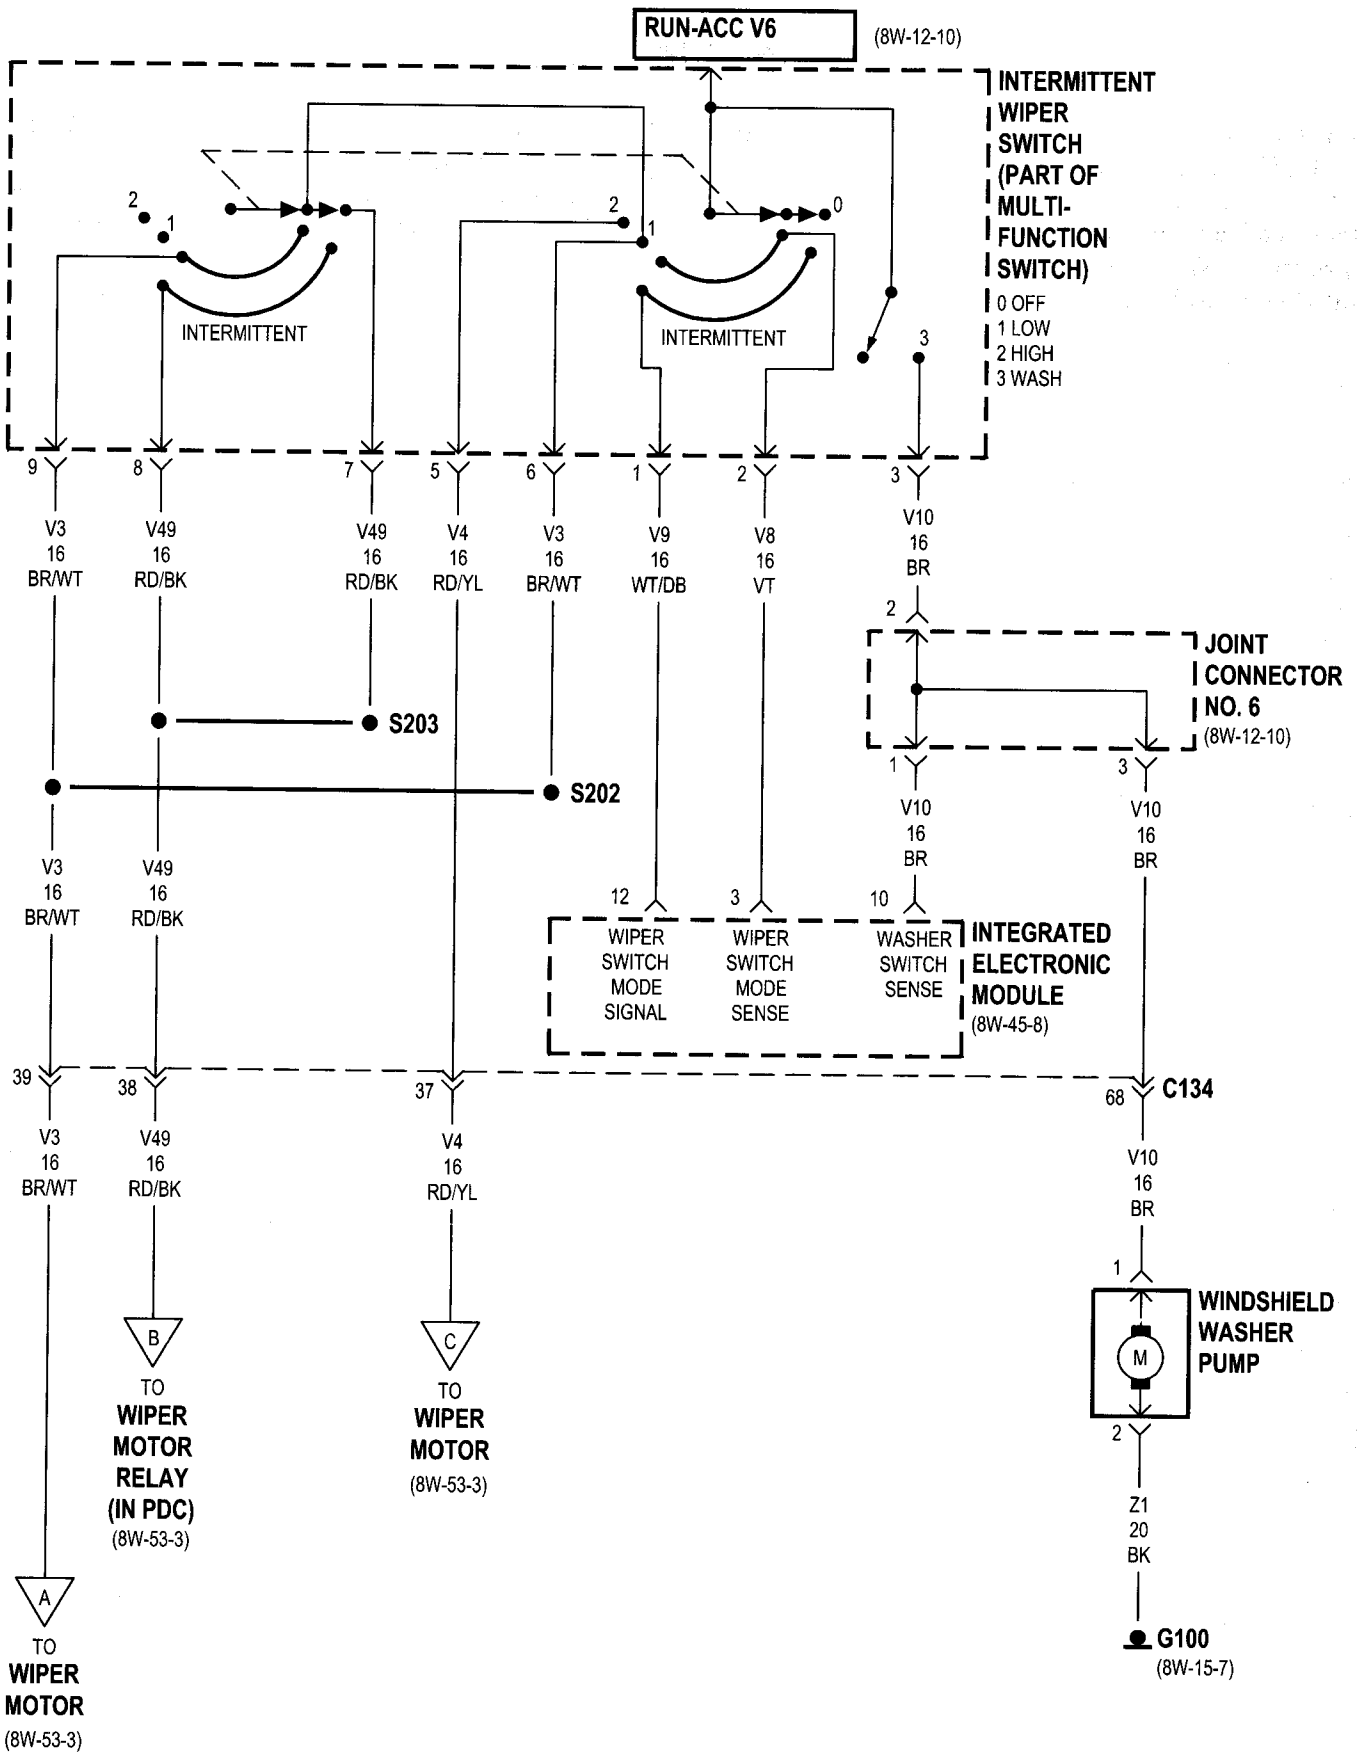 RUN-ACC V6
(8W-12-10)
INTERMITTENT
WIPER
SWITCH
(PART OF
MULTI-
FUNCTION
SWITCH)
0 OFF
1 LOW
2 HIGH
3 WASH
2
1
INTERMITTENT
2
1
0
INTERMITTENT
3
9
8
7
5
6
1
2
3
V3
16
BR/WT
V49
16
RD/BK
V49
16
RD/BK
V4
16
RD/YL
V3
16
BR/WT
V9
16
WT/DB
V8
16
VT
V10
16
BR
2
JOINT
CONNECTOR
NO. 6
(8W-12-10)
S203
S202
1
3
V10
16
BR
V10
16
BR
V3
16
BR/WT
V49
16
RD/BK
12
3
10
WIPER
SWITCH
MODE
SIGNAL
WIPER
SWITCH
MODE
SENSE
WASHER
SWITCH
SENSE
INTEGRATED
ELECTRONIC
MODULE
(8W-45-8)
39
38
37
68
C134
V3
16
BR/WT
V49
16
RD/BK
V4
16
RD/YL
V10
16
BR
1
WINDSHIELD
WASHER
PUMP
M
2
B
TO
WIPER
MOTOR
RELAY
(IN PDC)
(8W-53-3)
C
TO
WIPER
MOTOR
(8W-53-3)
Z1
20
BK
A
TO
WIPER
MOTOR
(8W-53-3)
G100
(8W-15-7)